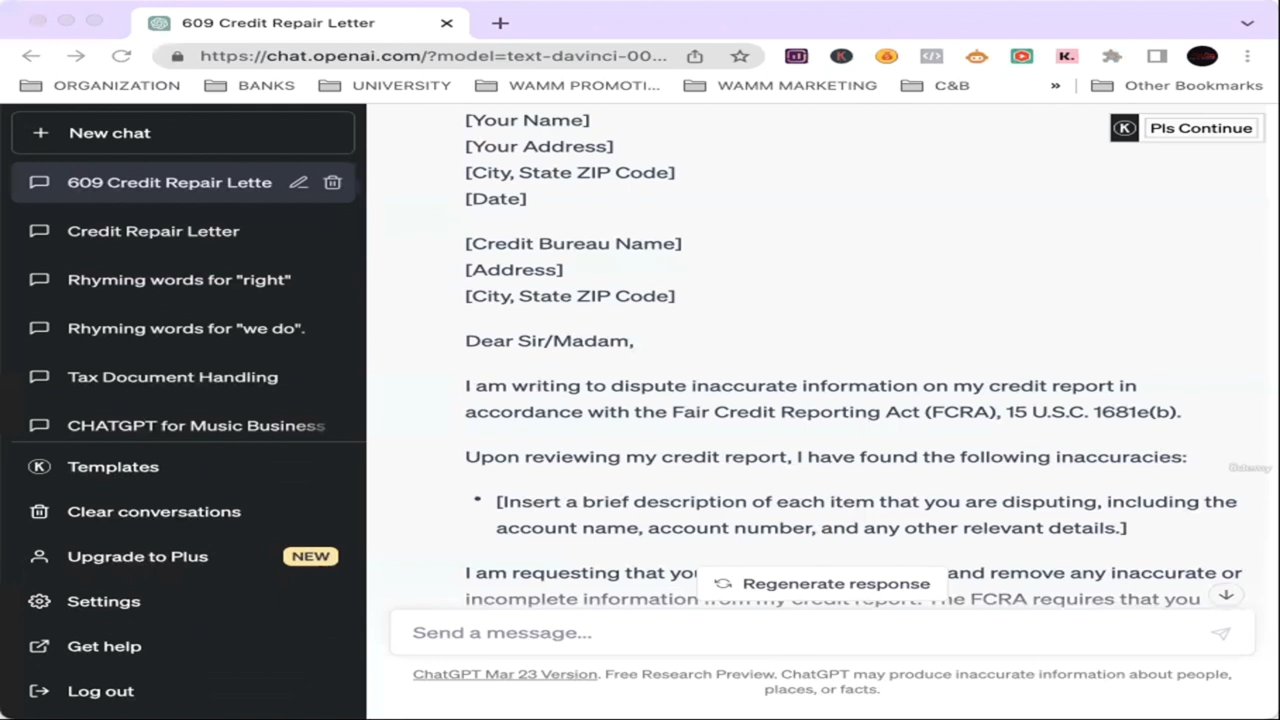 609 Credit Repair Letter
https://chat.openai.com/?model=text-davinci-00...
ORGANIZATION BANKS UNIVERSITY WAMM PROMOTI... WAMM MARKETING C&B » Other Bookmarks
New chat
609 Credit Repair Lette
Credit Repair Letter
Rhyming words for "right"
Rhyming words for "we do".
Tax Document Handling
CHATGPT for Music Business
Templates
Clear conversations
Upgrade to Plus NEW
Settings
Get help
Log out
K Pls Continue
[Your Name]
[Your Address]
[City, State ZIP Code]
[Date]
[Credit Bureau Name]
[Address]
[City, State ZIP Code]
Dear Sir/Madam,
I am writing to dispute inaccurate information on my credit report in
accordance with the Fair Credit Reporting Act (FCRA), 15 U.S.C. 1681e(b).
Upon reviewing my credit report, I have found the following inaccuracies:
• [Insert a brief description of each item that you are disputing, including the
account name, account number, and any other relevant details.]
I am requesting that you and remove any inaccurate or
incomplete information from my credit report. The FCRA requires that you
Regenerate response
Send a message...
ChatGPT Mar 23 Version. Free Research Preview. ChatGPT may produce inaccurate information about people,
places, or facts.
Udemy